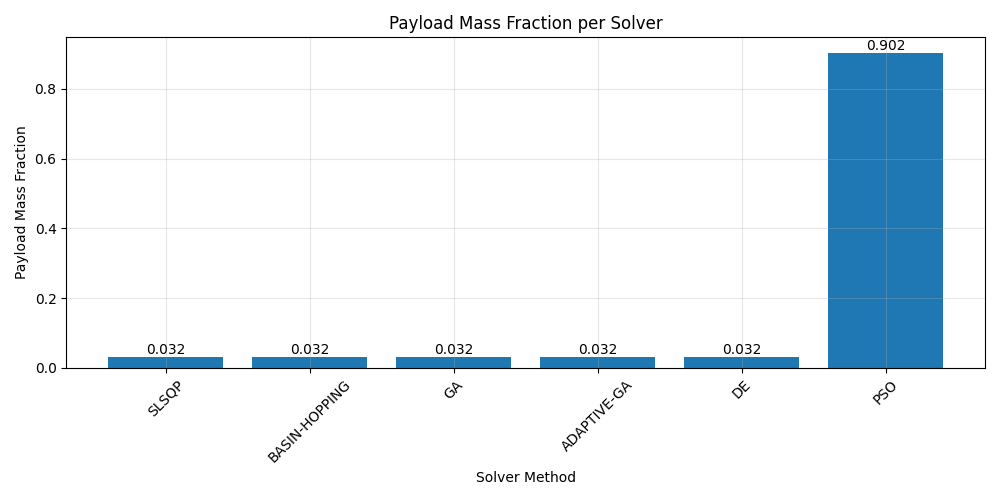 Payload Mass Fraction per Solver
Payload Mass Fraction
0.8
0.6
0.4
0.2
0.0
0.032
0.032
0.032
0.032
0.032
0.902
SLSQP
BASIN-HOPPING
GA
ADAPTIVE-GA
DE
PSO
Solver Method